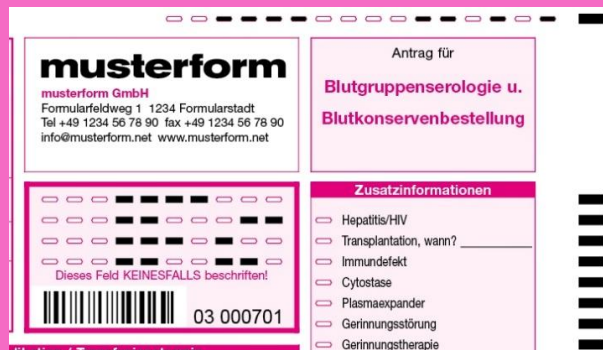 musterform
musterform GmbH
Formularfeldweg 1 1234 Formularstadt
Tel +49 1234 56 78 90 fax +49 1234 56 78 90
info@musterform.net www.musterform.net
Antrag für
Blutgruppenserologie u.
Blutkonservenbestellung
Dieses Feld KEINESFALLS beschriften!
03 000701
Zusatzinformationen
Hepatitis/HIV
Transplantation, wann?
Immundefekt
Cytostase
Plasmaexpander
Gerinnungsstörung
Gerinnungstherapie